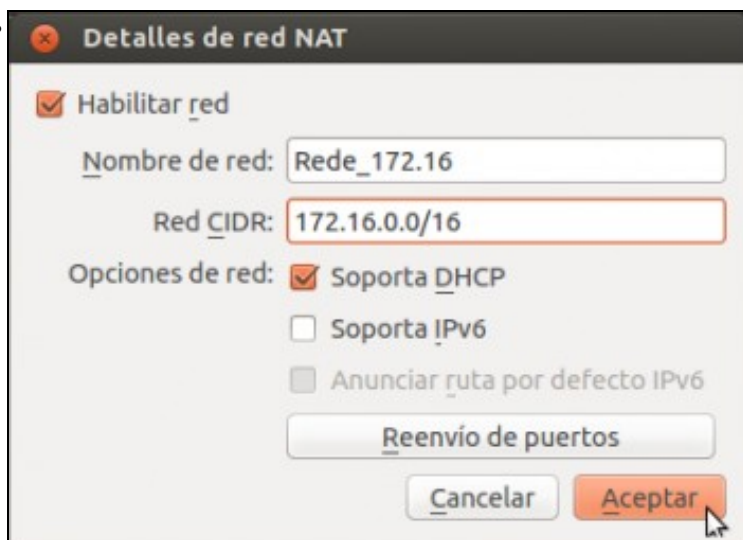 Detalles de red NAT
Habilitar red
Nombre de red: Rede_172.16
Red CIDR: 172.16.0.0/16
Opciones de red: Soporta DHCP
Soporta IPv6
Anunciar ruta por defecto IPv6
Reenvío de puertos
Cancelar Aceptar